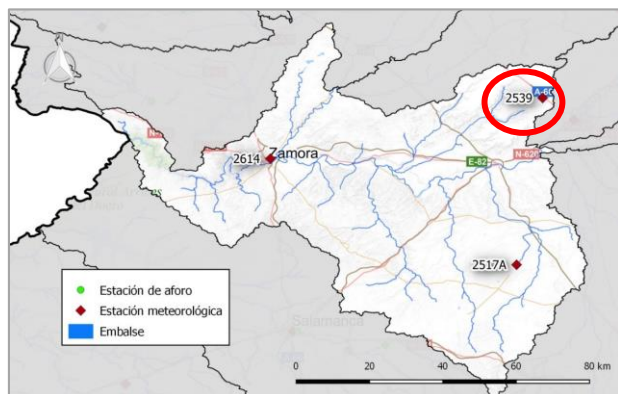 2539
A-60
N-620
2614
Zamora
E-82
2517A
Estación de aforo
Estación meteorológica
Embalse
Salamanca
0 20 40 60 80 km